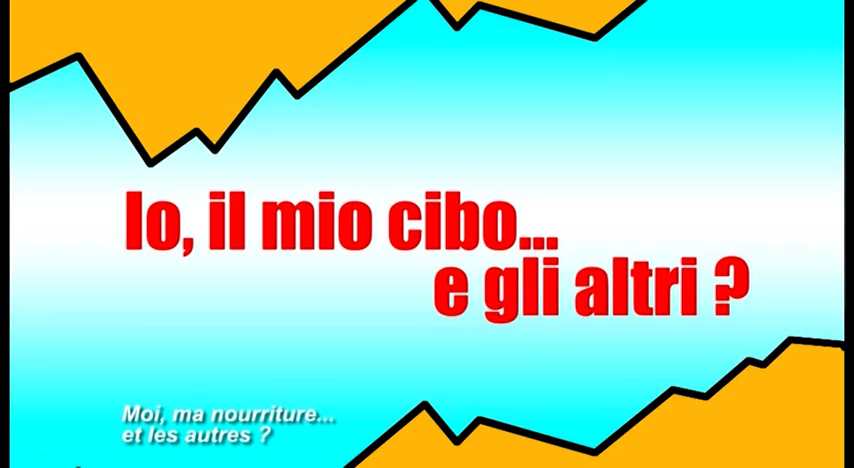 Io, il mio cibo...
e gli altri ?
Moi, ma nourriture...
et les autres ?